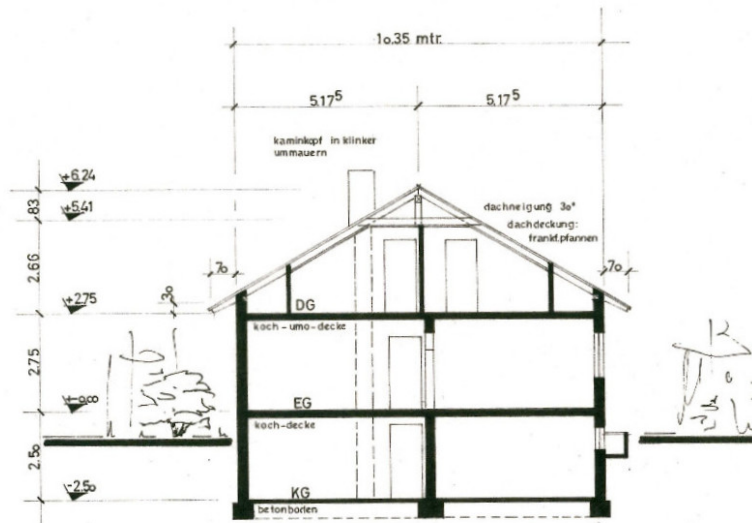 1o.35 mtr.
5.17⁵ 5.17⁵
kaminkopf in klinker
ummauern
+6.24
83
+5.41
dachneigung 3o°
dachdeckung:
frankf.pfannen
2.66
7o 7o
3o
+2.75
DG
koch-umo-decke
2.75
+-o.oo
EG
koch-decke
2.5o
-2.5o
KG
betonboden